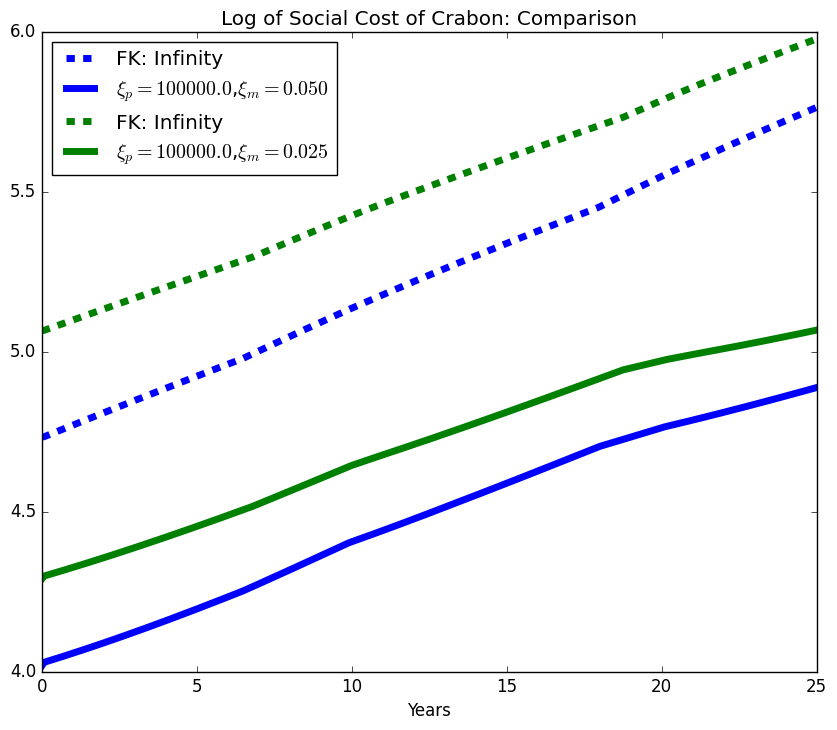 Log of Social Cost of Crabon: Comparison
FK: Infinity
ξp = 100000.0,ξm = 0.050
FK: Infinity
ξp = 100000.0,ξm = 0.025
6.0
5.5
5.0
4.5
4.0
0 5 10 15 20 25
Years